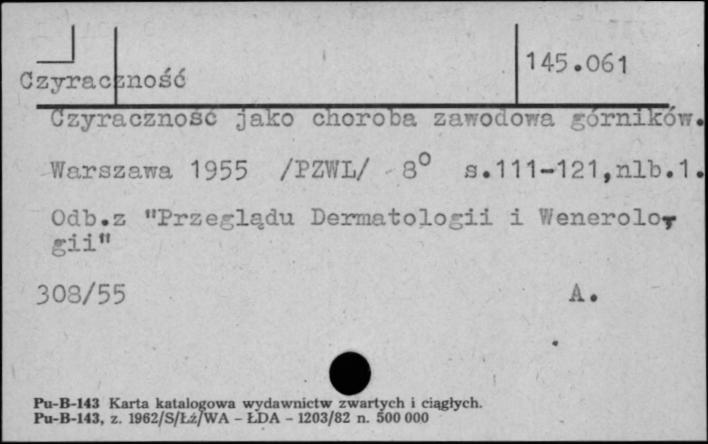 145.061
Czyraczność
Czyraczność jako choroba zawodowa górników.
Warszawa 1955 /PZWL/ 8° s.111-121,nlb.1.
Odb.z "Przeglądu Dermatologii i Wenerolo-
gii"
308/55 A.
Pu-B-143 Karta katalogowa wydawnictw zwartych i ciągłych.
Pu-B-143, z. 1962/S/Łź/WA - ŁDA - 1203/82 n. 500 000